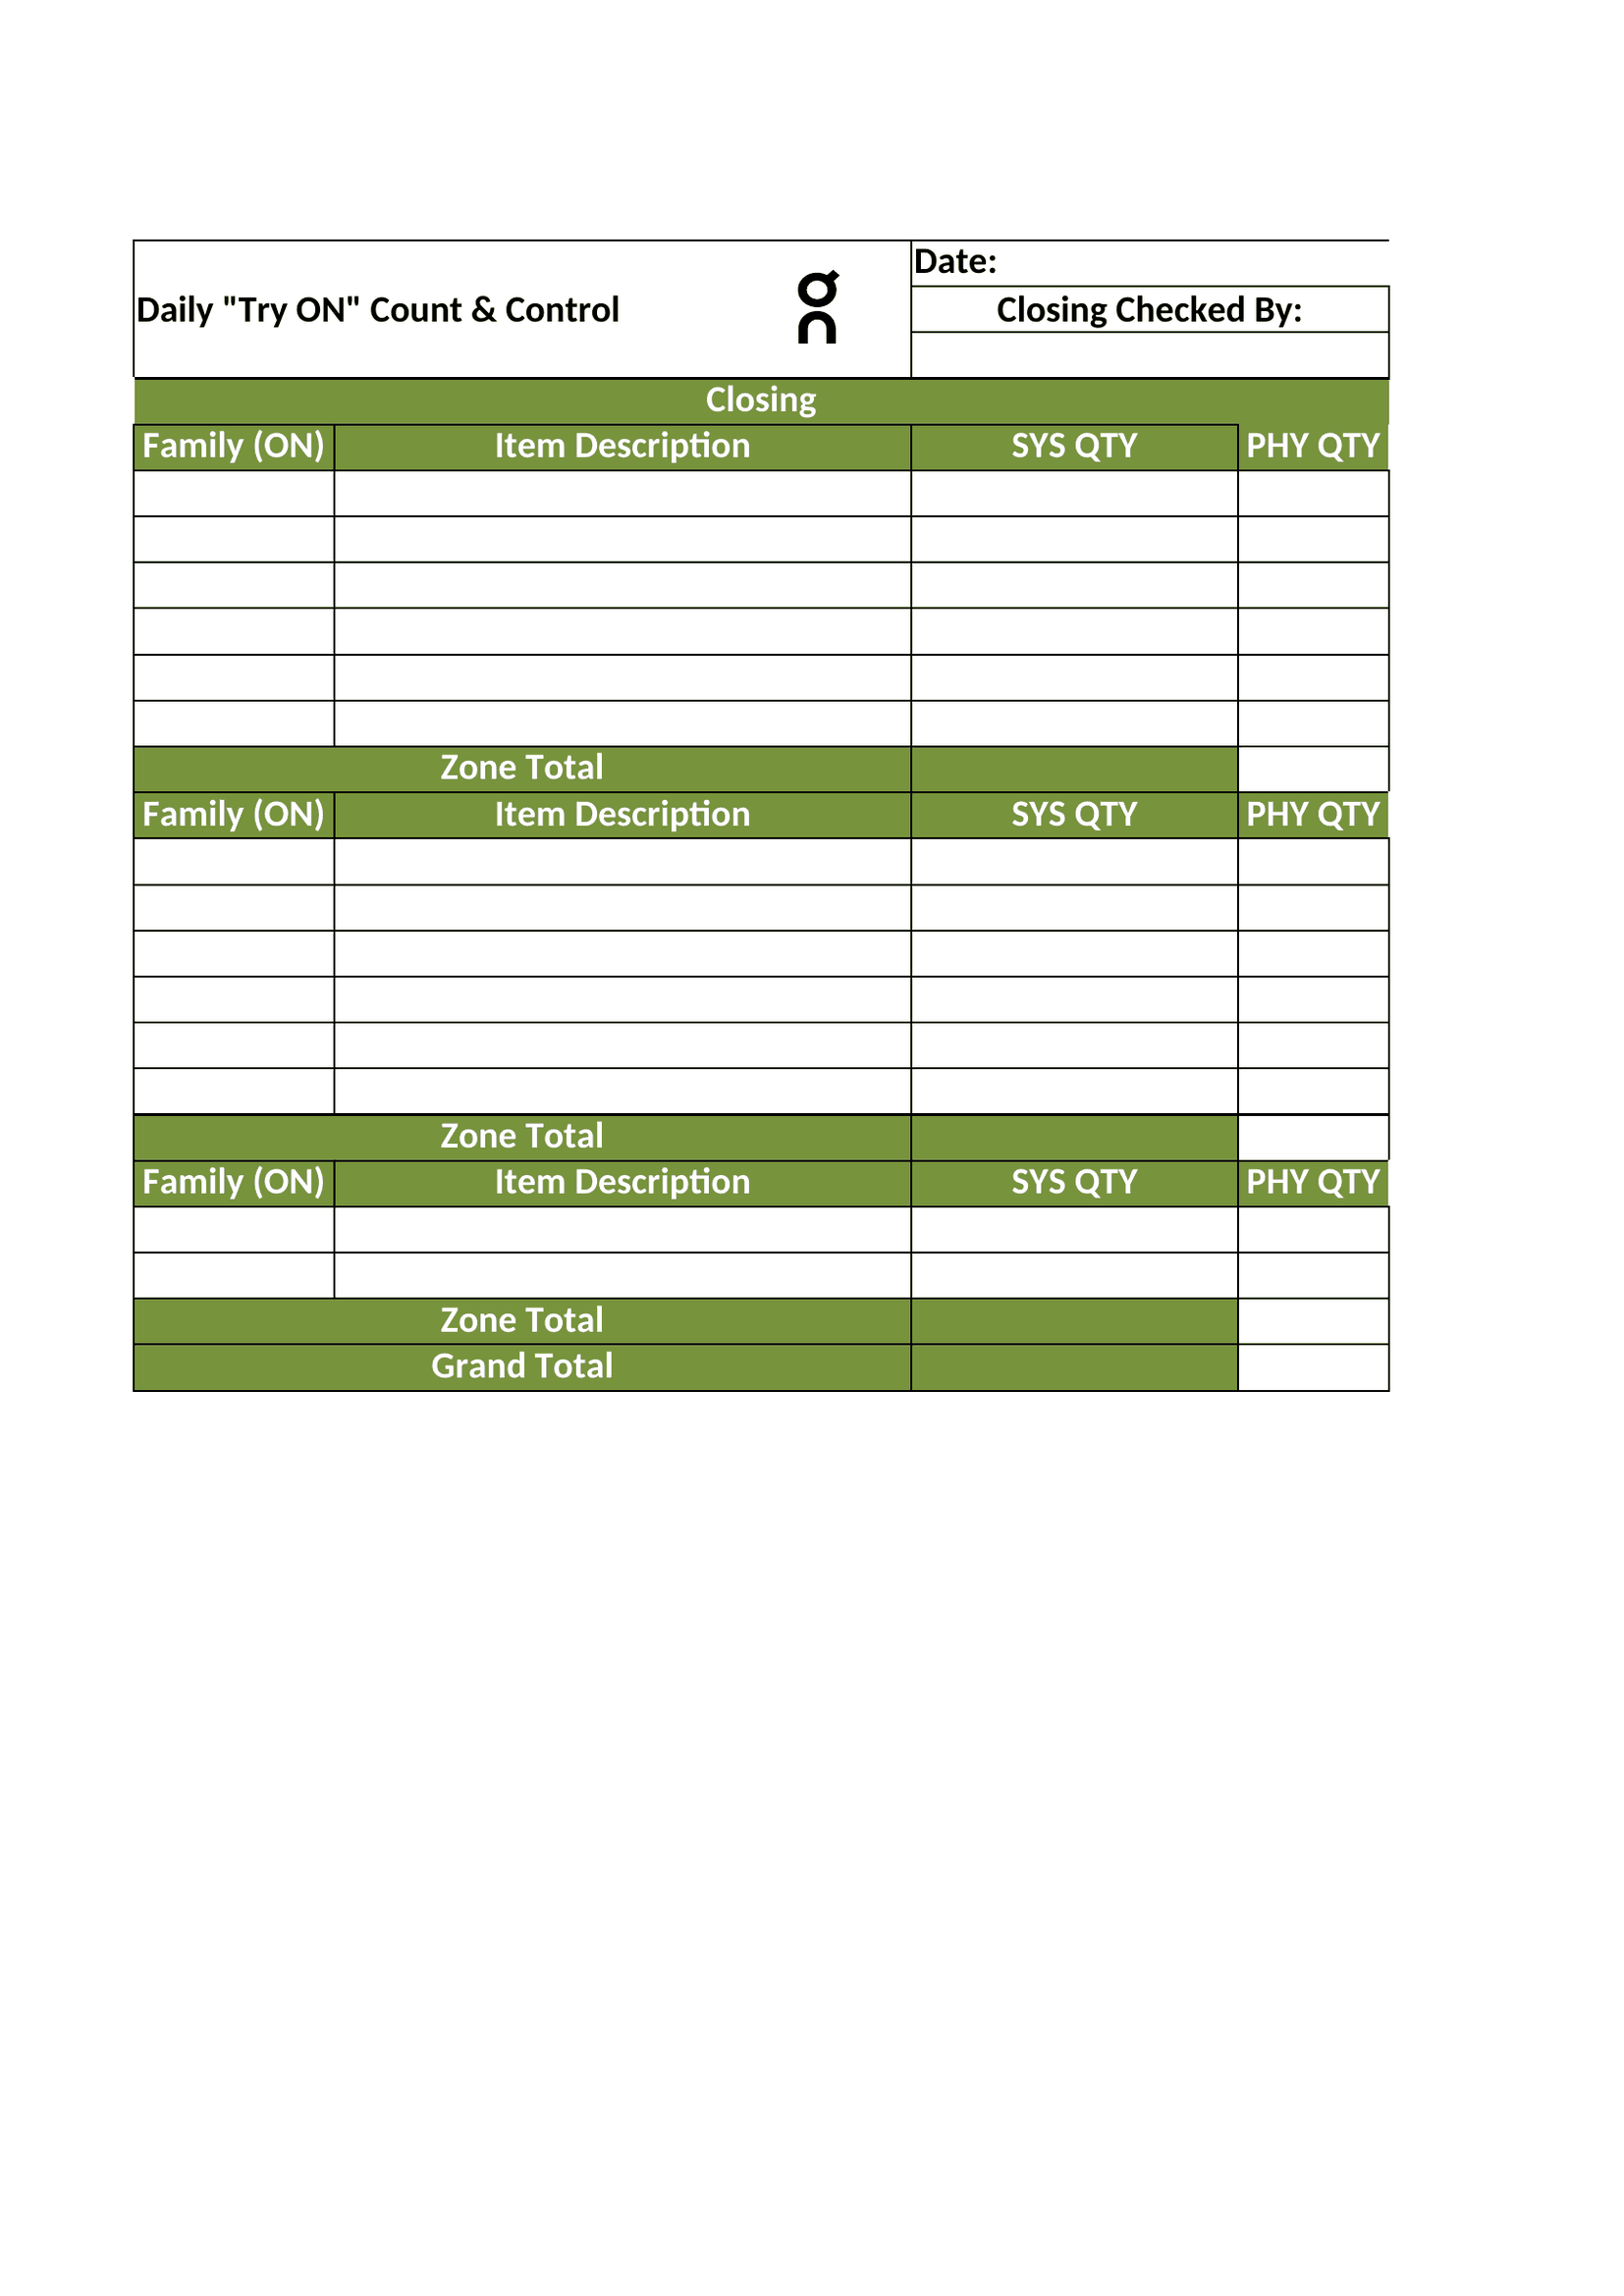 Date:
Daily "Try ON" Count & Control
Closing Checked By:
Closing
Family (ON) Item Description SYS QTY PHY QTY
Zone Total
Family (ON) Item Description SYS QTY PHY QTY
Zone Total
Family (ON) Item Description SYS QTY PHY QTY
Zone Total
Grand Total